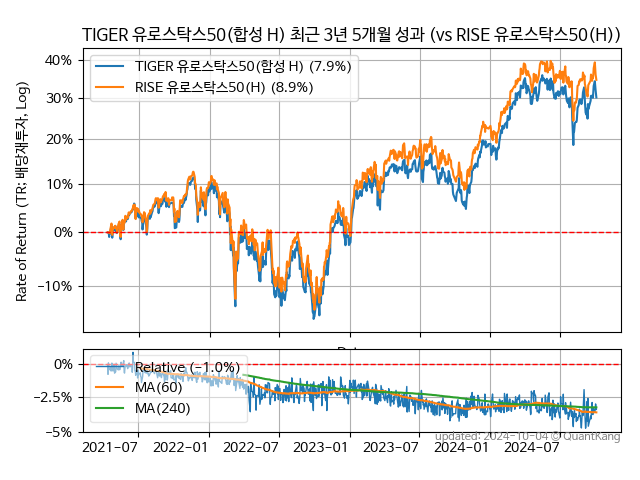 TIGER 유로스탁스50(합성 H) 최근 3년 5개월 성과 (vs RISE 유로스탁스50(H))
Rate of Return (TR: 배당재투자, Log)
40%
30%
20%
10%
0%
−10%
TIGER 유로스탁스50(합성 H) (7.9%)
RISE 유로스탁스50(H) (8.9%)
0%
−2.5%
−5%
Relative (−1.0%)
MA(60)
MA(240)
2021−07 2022−01 2022−07 2023−01 2023−07 2024−01 2024−07
updated: 2024−10−04 © QuantKang